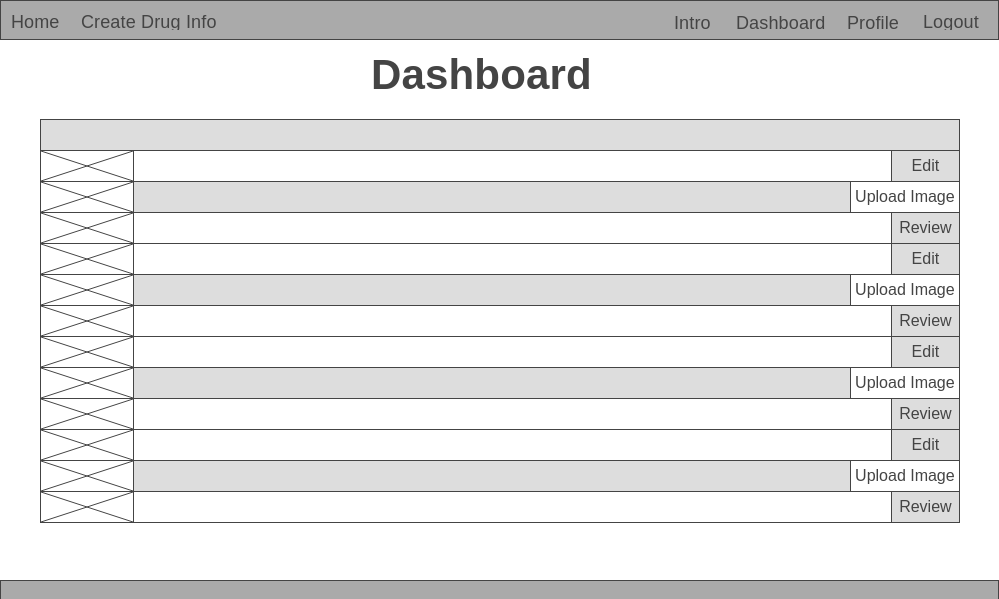 Home Create Drug Info Intro Dashboard Profile Logout
Dashboard
Edit
Upload Image
Review
Edit
Upload Image
Review
Edit
Upload Image
Review
Edit
Upload Image
Review